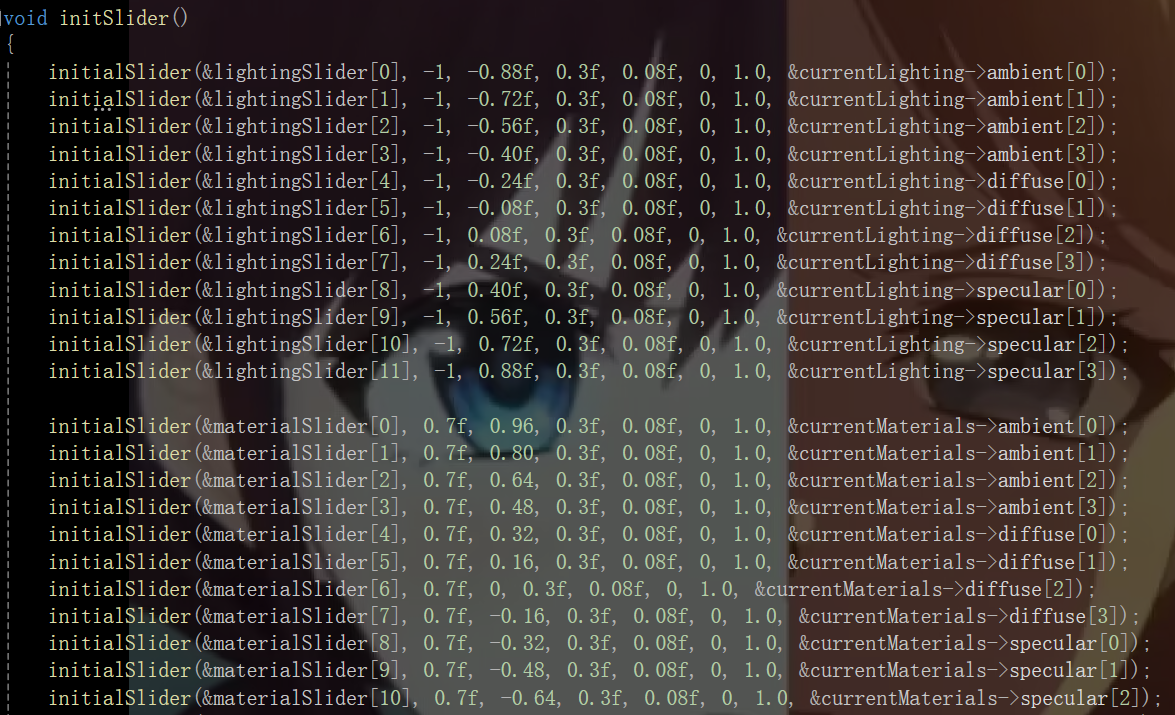 void initSlider()
{
initialSlider(&lightingSlider[0], -1, -0.88f, 0.3f, 0.08f, 0, 1.0, &currentLighting->ambient[0]);
initialSlider(&lightingSlider[1], -1, -0.72f, 0.3f, 0.08f, 0, 1.0, &currentLighting->ambient[1]);
initialSlider(&lightingSlider[2], -1, -0.56f, 0.3f, 0.08f, 0, 1.0, &currentLighting->ambient[2]);
initialSlider(&lightingSlider[3], -1, -0.40f, 0.3f, 0.08f, 0, 1.0, &currentLighting->ambient[3]);
initialSlider(&lightingSlider[4], -1, -0.24f, 0.3f, 0.08f, 0, 1.0, &currentLighting->diffuse[0]);
initialSlider(&lightingSlider[5], -1, -0.08f, 0.3f, 0.08f, 0, 1.0, &currentLighting->diffuse[1]);
initialSlider(&lightingSlider[6], -1, 0.08f, 0.3f, 0.08f, 0, 1.0, &currentLighting->diffuse[2]);
initialSlider(&lightingSlider[7], -1, 0.24f, 0.3f, 0.08f, 0, 1.0, &currentLighting->diffuse[3]);
initialSlider(&lightingSlider[8], -1, 0.40f, 0.3f, 0.08f, 0, 1.0, &currentLighting->specular[0]);
initialSlider(&lightingSlider[9], -1, 0.56f, 0.3f, 0.08f, 0, 1.0, &currentLighting->specular[1]);
initialSlider(&lightingSlider[10], -1, 0.72f, 0.3f, 0.08f, 0, 1.0, &currentLighting->specular[2]);
initialSlider(&lightingSlider[11], -1, 0.88f, 0.3f, 0.08f, 0, 1.0, &currentLighting->specular[3]);
initialSlider(&materialSlider[0], 0.7f, 0.96, 0.3f, 0.08f, 0, 1.0, &currentMaterials->ambient[0]);
initialSlider(&materialSlider[1], 0.7f, 0.80, 0.3f, 0.08f, 0, 1.0, &currentMaterials->ambient[1]);
initialSlider(&materialSlider[2], 0.7f, 0.64, 0.3f, 0.08f, 0, 1.0, &currentMaterials->ambient[2]);
initialSlider(&materialSlider[3], 0.7f, 0.48, 0.3f, 0.08f, 0, 1.0, &currentMaterials->ambient[3]);
initialSlider(&materialSlider[4], 0.7f, 0.32, 0.3f, 0.08f, 0, 1.0, &currentMaterials->diffuse[0]);
initialSlider(&materialSlider[5], 0.7f, 0.16, 0.3f, 0.08f, 0, 1.0, &currentMaterials->diffuse[1]);
initialSlider(&materialSlider[6], 0.7f, 0, 0.3f, 0.08f, 0, 1.0, &currentMaterials->diffuse[2]);
initialSlider(&materialSlider[7], 0.7f, -0.16, 0.3f, 0.08f, 0, 1.0, &currentMaterials->diffuse[3]);
initialSlider(&materialSlider[8], 0.7f, -0.32, 0.3f, 0.08f, 0, 1.0, &currentMaterials->specular[0]);
initialSlider(&materialSlider[9], 0.7f, -0.48, 0.3f, 0.08f, 0, 1.0, &currentMaterials->specular[1]);
initialSlider(&materialSlider[10], 0.7f, -0.64, 0.3f, 0.08f, 0, 1.0, &currentMaterials->specular[2]);